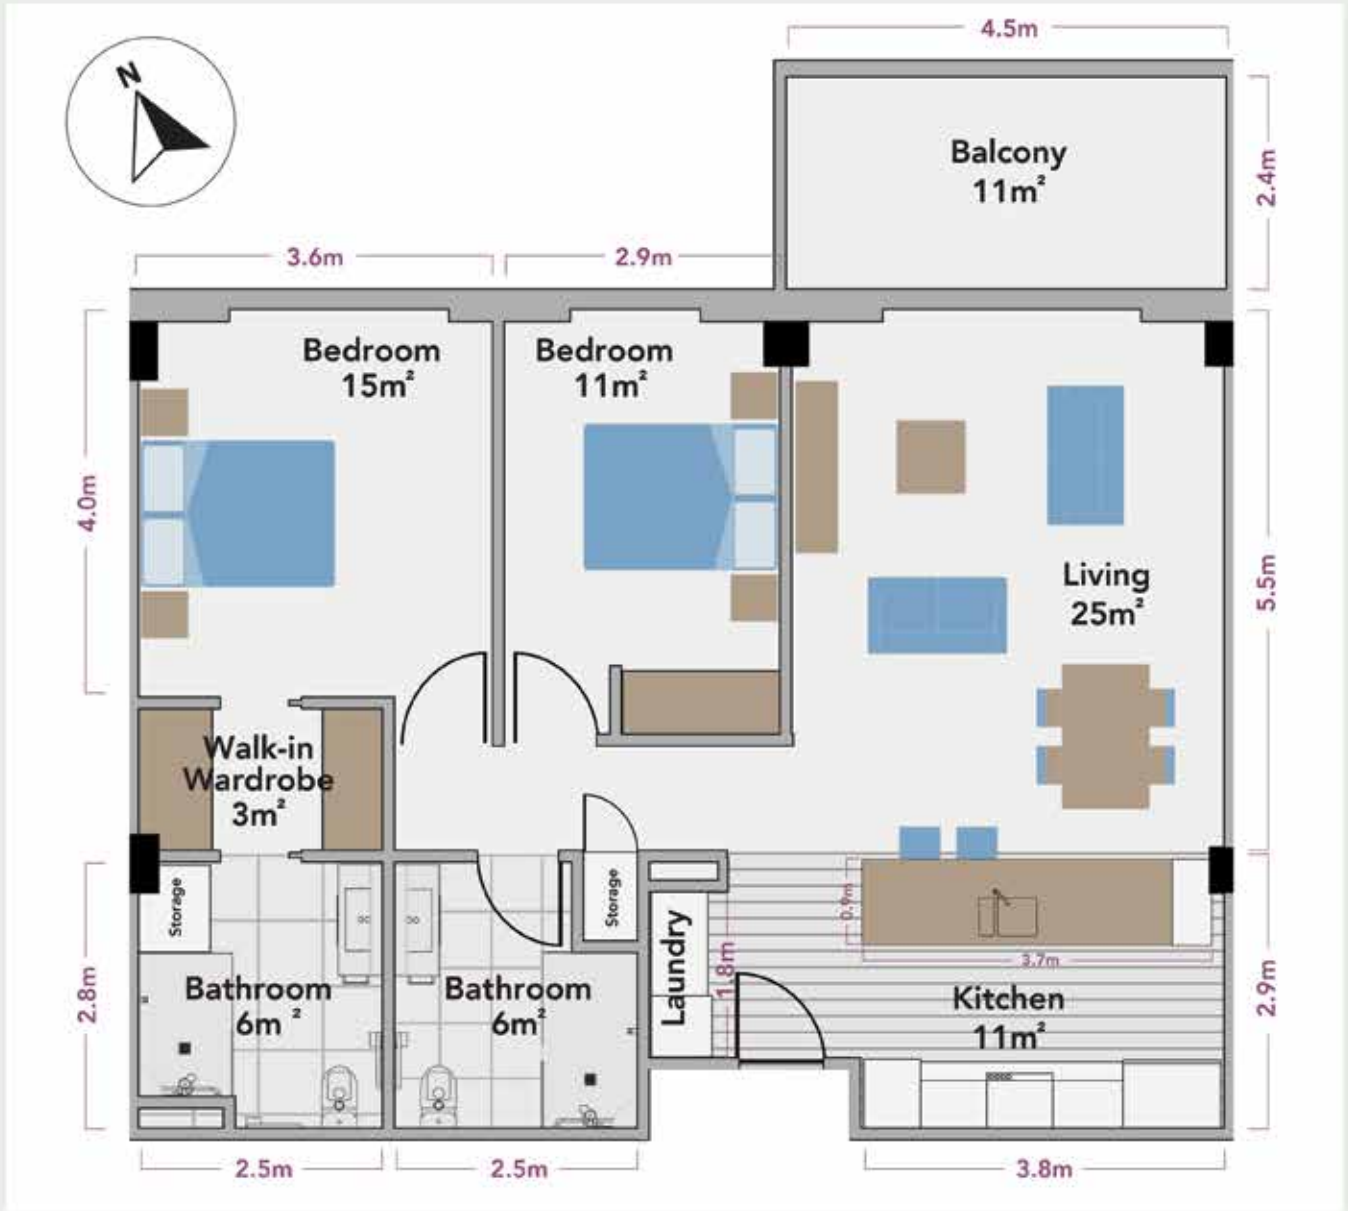 4.5m
N
Balcony
11m²
2.4m
3.6m
2.9m
Bedroom
15m²
Bedroom
11m²
4.0m
Living
25m²
5.5m
Walk-in
Wardrobe
3m²
Storage
Storage
Laundry
1.8m
0.9m
3.7m
2.8m
Bathroom
6m²
Bathroom
6m²
Kitchen
11m²
2.9m
2.5m
2.5m
3.8m